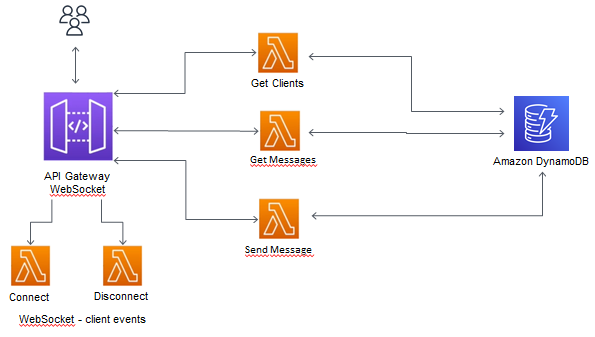 Get Clients
API Gateway
WebSocket
Get Messages
Amazon DynamoDB
Send Message
Connect
Disconnect
WebSocket - client events